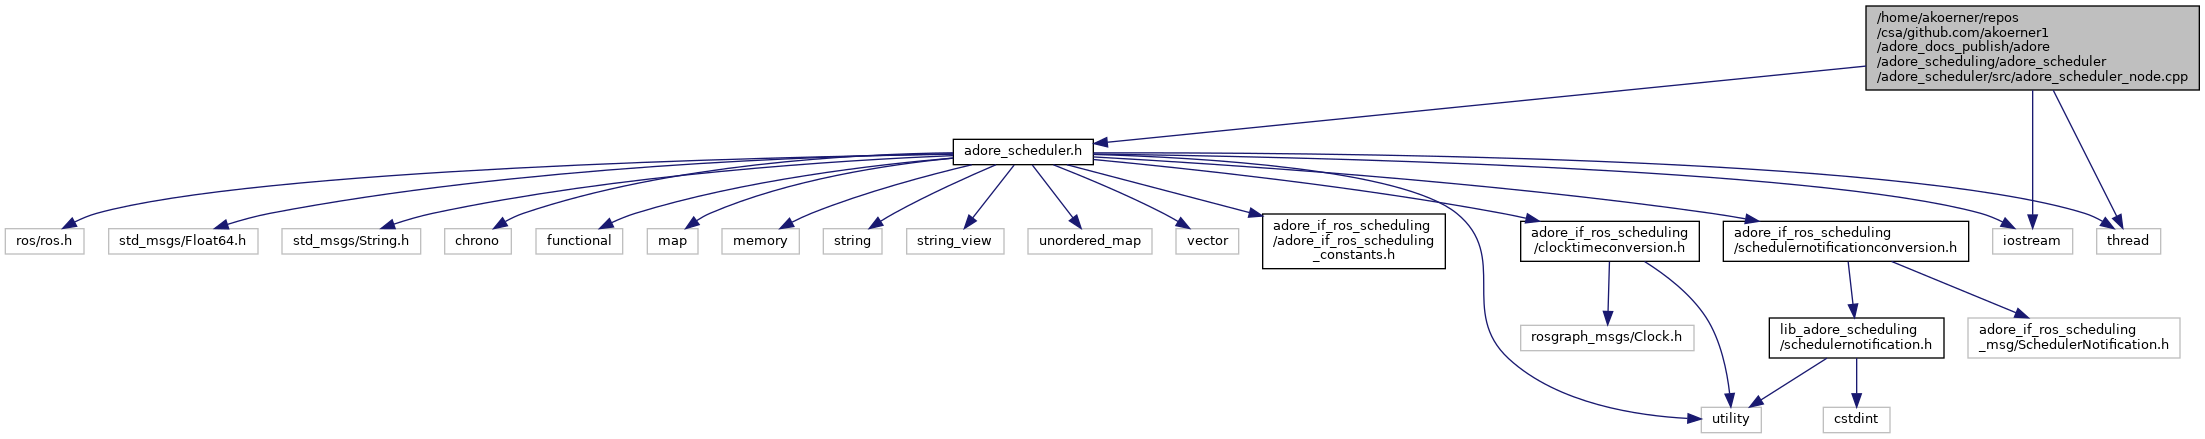 /home/akoerner/repos
/csa/github.com/akoerner1
/adore_docs_publish/adore
/adore_scheduling/adore_scheduler
/adore_scheduler/src/adore_scheduler_node.cpp
adore_scheduler.h
ros/ros.h
std_msgs/Float64.h
std_msgs/String.h
chrono
functional
map
memory
string
string_view
unordered_map
vector
adore_if_ros_scheduling
/adore_if_ros_scheduling
_constants.h
adore_if_ros_scheduling
/clocktimeconversion.h
adore_if_ros_scheduling
/schedulernotificationconversion.h
iostream
thread
rosgraph_msgs/Clock.h
lib_adore_scheduling
/schedulernotification.h
adore_if_ros_scheduling
_msg/SchedulerNotification.h
utility
cstdint